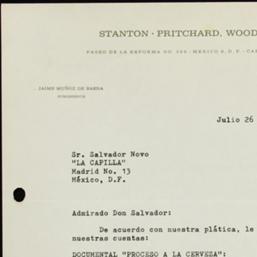 STANTON · PRITCHARD, WOOD
PASEO DE LA REFORMA NO.
MEXICO 6, D. F.
JAIME MUÑOZ DE BAENA
Julio 26
Sr. Salvador Novo
"LA CAPILLA"
Madrid No. 13
México, D.F.
Admirado Don Salvador:
De acuerdo con nuestra plática, le
nuestras cuentas:
DOCUMENTAL "PROCESO A LA CERVEZA":